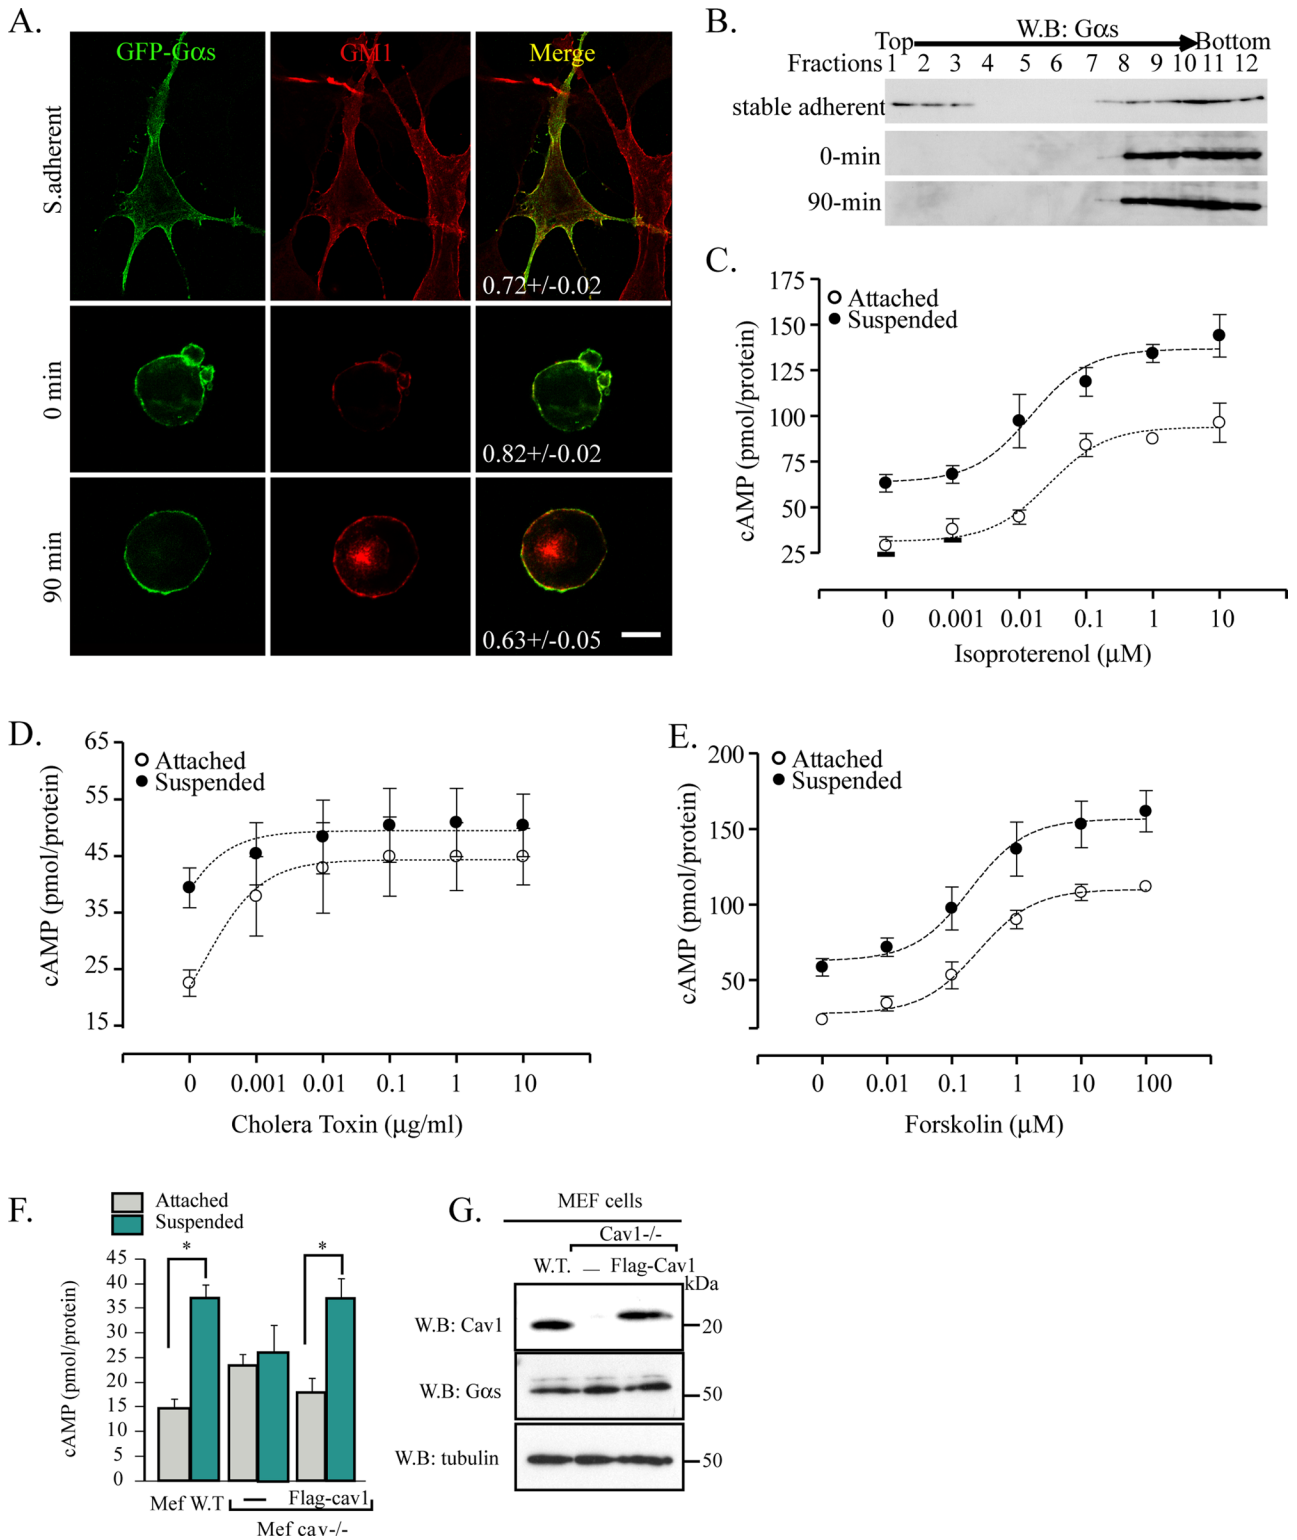 A.
GFP-Gαs GM1 Merge
S.adherent
0.72+/-0.02
0 min
0.82+/-0.02
90 min
0.63+/-0.05
B.
W.B: Gαs
Top Bottom
Fractions 1 2 3 4 5 6 7 8 9 10 11 12
stable adherent
0-min
90-min
C.
Attached
Suspended
cAMP (pmol/protein)
175
150
125
100
75
50
25
0 0.001 0.01 0.1 1 10
Isoproterenol (μM)
D.
Attached
Suspended
cAMP (pmol/protein)
65
55
45
35
25
15
0 0.001 0.01 0.1 1 10
Cholera Toxin (μg/ml)
E.
Attached
Suspended
cAMP (pmol/protein)
200
150
100
50
0 0.01 0.1 1 10 100
Forskolin (μM)
F.
Attached
Suspended
cAMP (pmol/protein)
45
40
35
30
25
20
15
10
5
0
* *
Mef W.T — Flag-cav1
Mef cav-/-
G.
MEF cells
Cav1-/-
W.T. — Flag-Cav1
kDa
W.B: Cav1 20
W.B: Gαs 50
W.B: tubulin 50